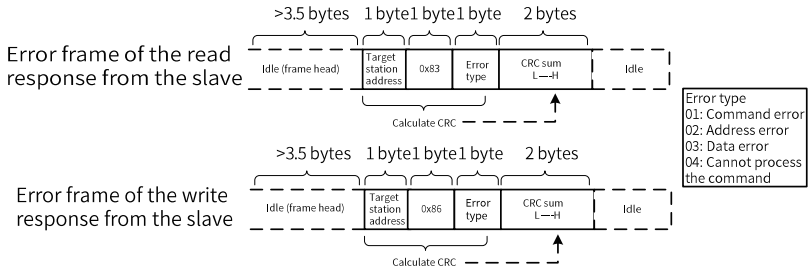 >3.5 bytes 1 byte 1 byte 1 byte 2 bytes
Error frame of the read
response from the slave
Idle (frame head)
Target
station
address
0x83
Error
type
CRC sum
L----H
Idle
Calculate CRC
Error type
01: Command error
02: Address error
03: Data error
04: Cannot process
the command
>3.5 bytes 1 byte 1 byte 1 byte 2 bytes
Error frame of the write
response from the slave
Idle (frame head)
Target
station
address
0x86
Error
type
CRC sum
L----H
Idle
Calculate CRC